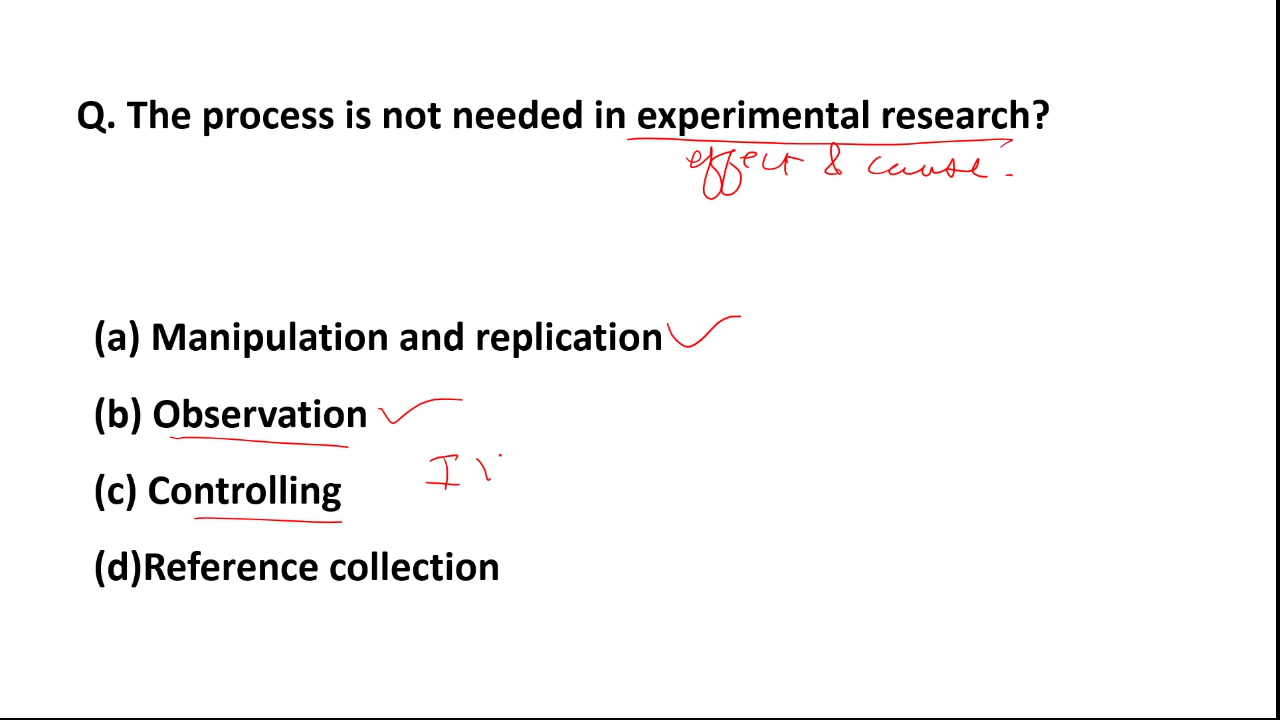 Q. The process is not needed in experimental research?
effect & cause.
(a) Manipulation and replication
(b) Observation
I V
(c) Controlling
(d)Reference collection